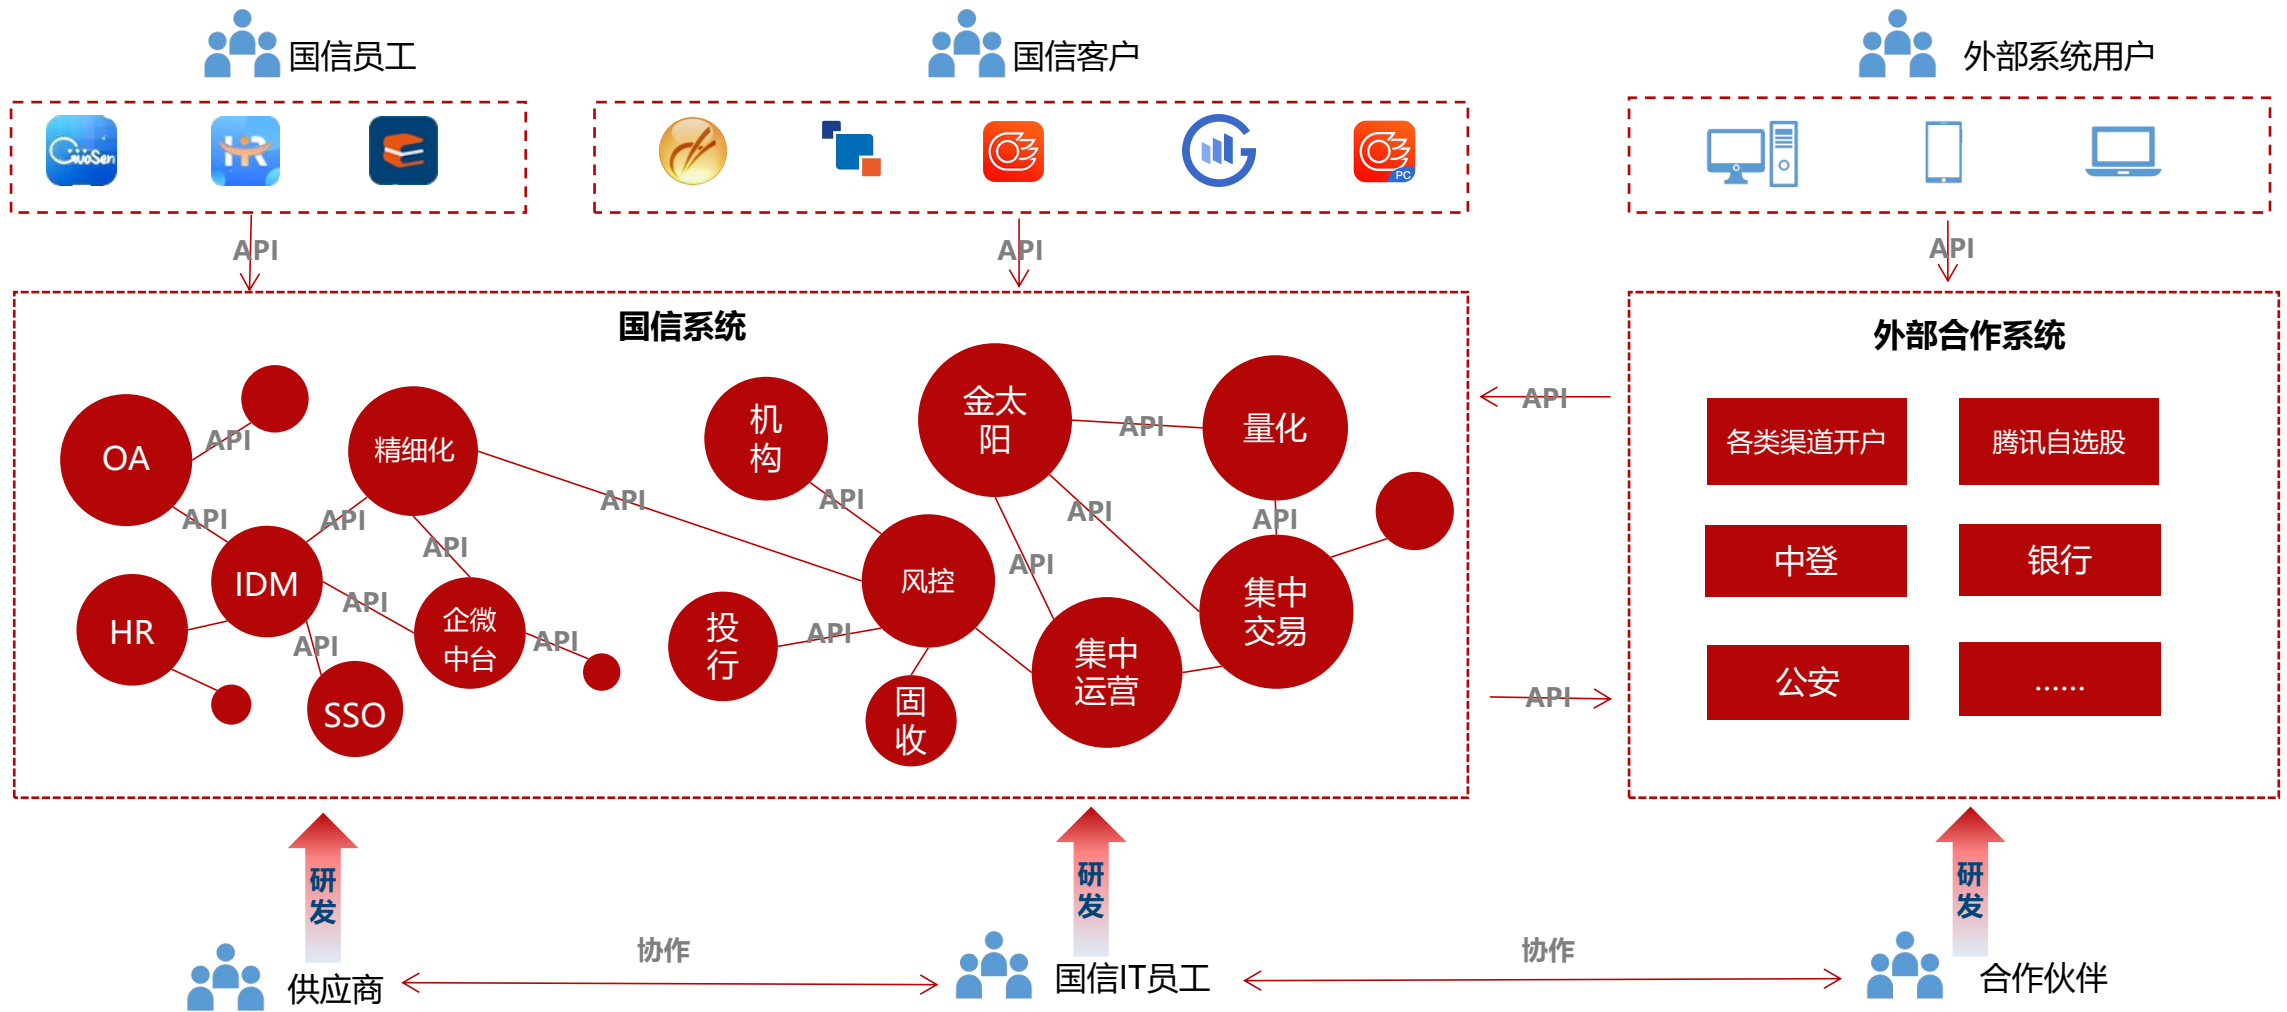 国信员工
国信客户
外部系统用户
GuoSen
HR
PC
API
API
API
国信系统
外部合作系统
OA
API
精细化
机
构
金太
阳
API
量化
API
各类渠道开户
腾讯自选股
API
API
API
API
API
API
API
API
IDM
风控
API
中登
银行
HR
API
企微
中台
API
投
行
API
集中
交易
API
SSO
固
收
集中
运营
API
公安
......
研
发
研
发
研
发
协作
协作
供应商
国信IT员工
合作伙伴